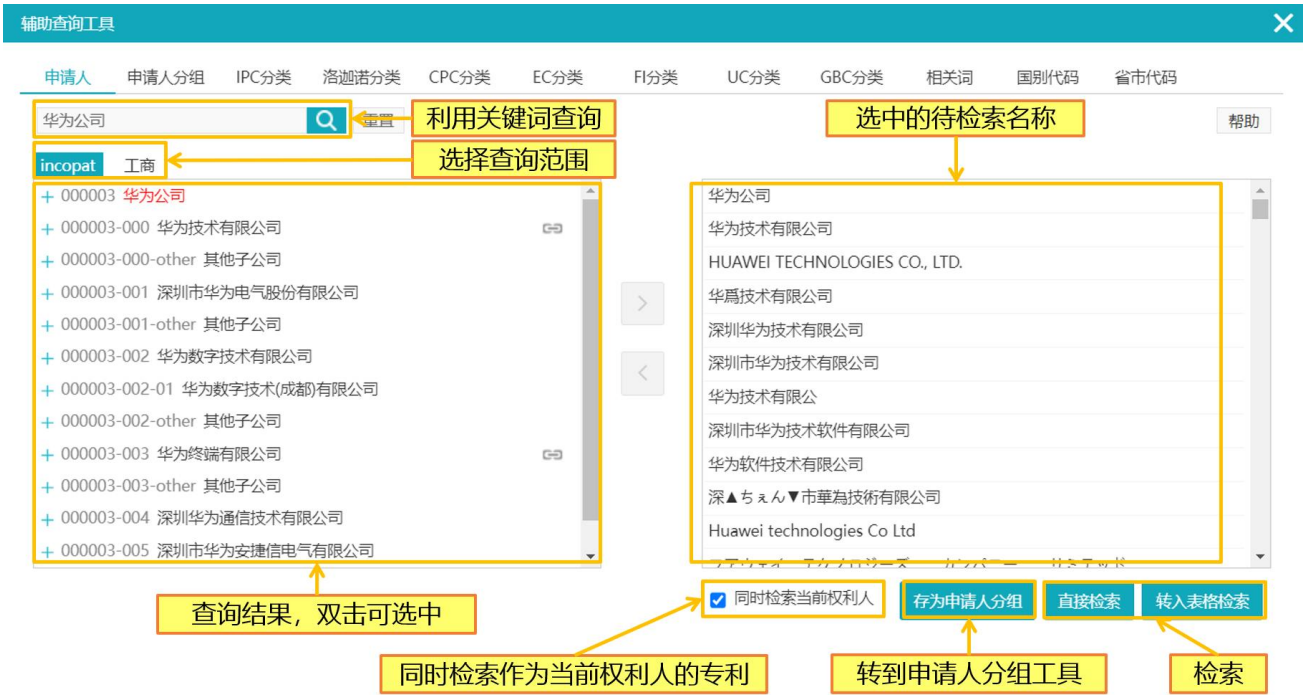 辅助查询工具
申请人 申请人分组 IPC分类 洛迦诺分类 CPC分类 EC分类 FI分类 UC分类 GBC分类 相关词 国别代码 省市代码
华为公司 重置 利用关键词查询 选中的待检索名称 帮助
incopat 工商 选择查询范围
+ 000003 华为公司
+ 000003-000 华为技术有限公司
+ 000003-000-other 其他子公司
+ 000003-001 深圳市华为电气股份有限公司
+ 000003-001-other 其他子公司
+ 000003-002 华为数字技术有限公司
+ 000003-002-01 华为数字技术(成都)有限公司
+ 000003-002-other 其他子公司
+ 000003-003 华为终端有限公司
+ 000003-003-other 其他子公司
+ 000003-004 深圳华为通信技术有限公司
+ 000003-005 深圳市华为安捷信电气有限公司
华为公司
华为技术有限公司
HUAWEI TECHNOLOGIES CO., LTD.
华爲技术有限公司
深圳华为技术有限公司
深圳市华为技术有限公司
华为技术有限公
深圳市华为技术软件有限公司
华为软件技术有限公司
深▲ちぇん▼市華為技術有限公司
Huawei technologies Co Ltd
同时检索当前权利人 存为申请人分组 直接检索 转入表格检索
查询结果，双击可选中
同时检索作为当前权利人的专利 转到申请人分组工具 检索